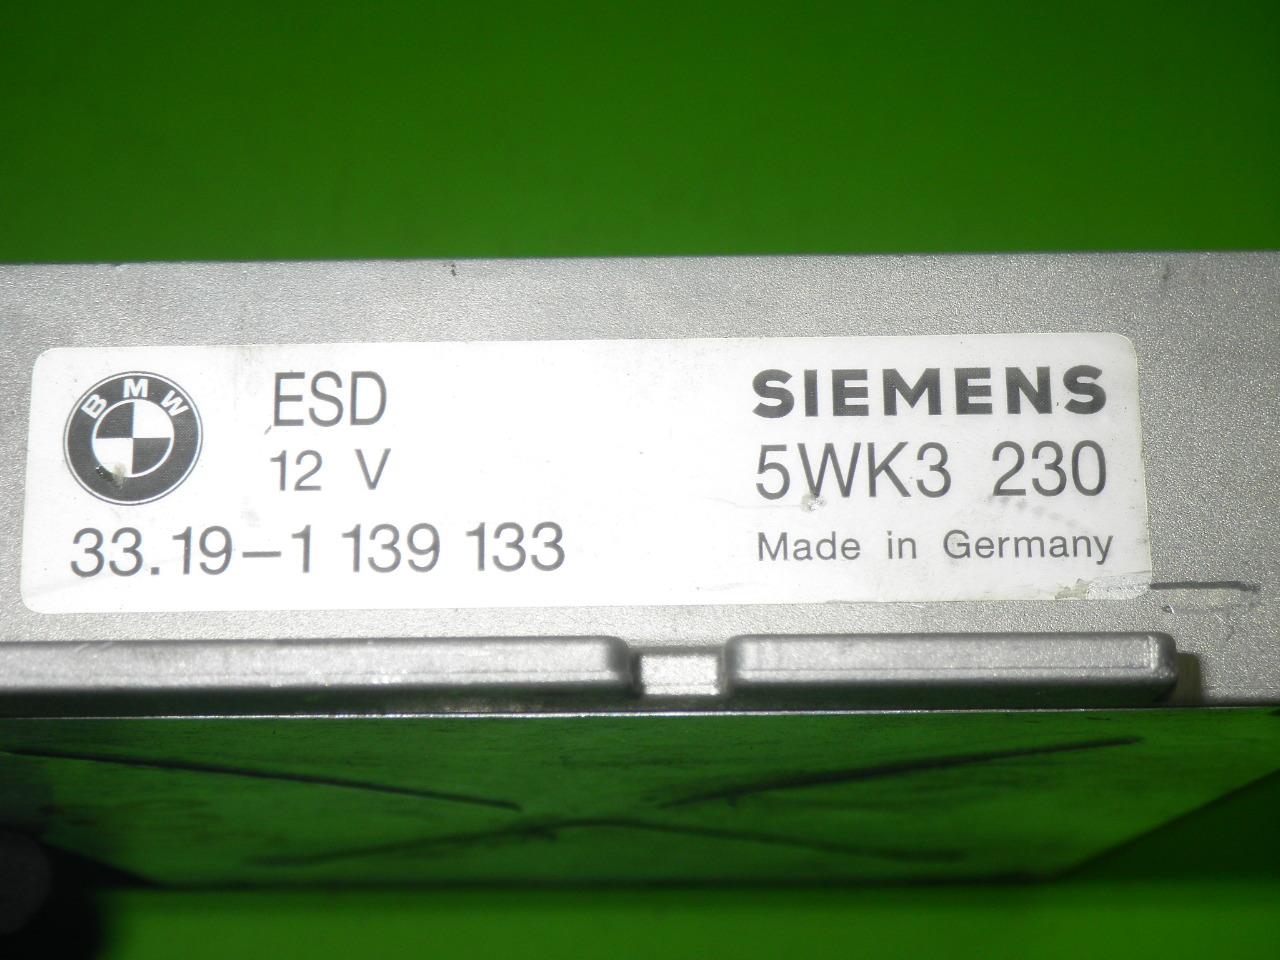 BMW
ESD
12 V
33.19-1 139 133
SIEMENS
5WK3 230
Made in Germany